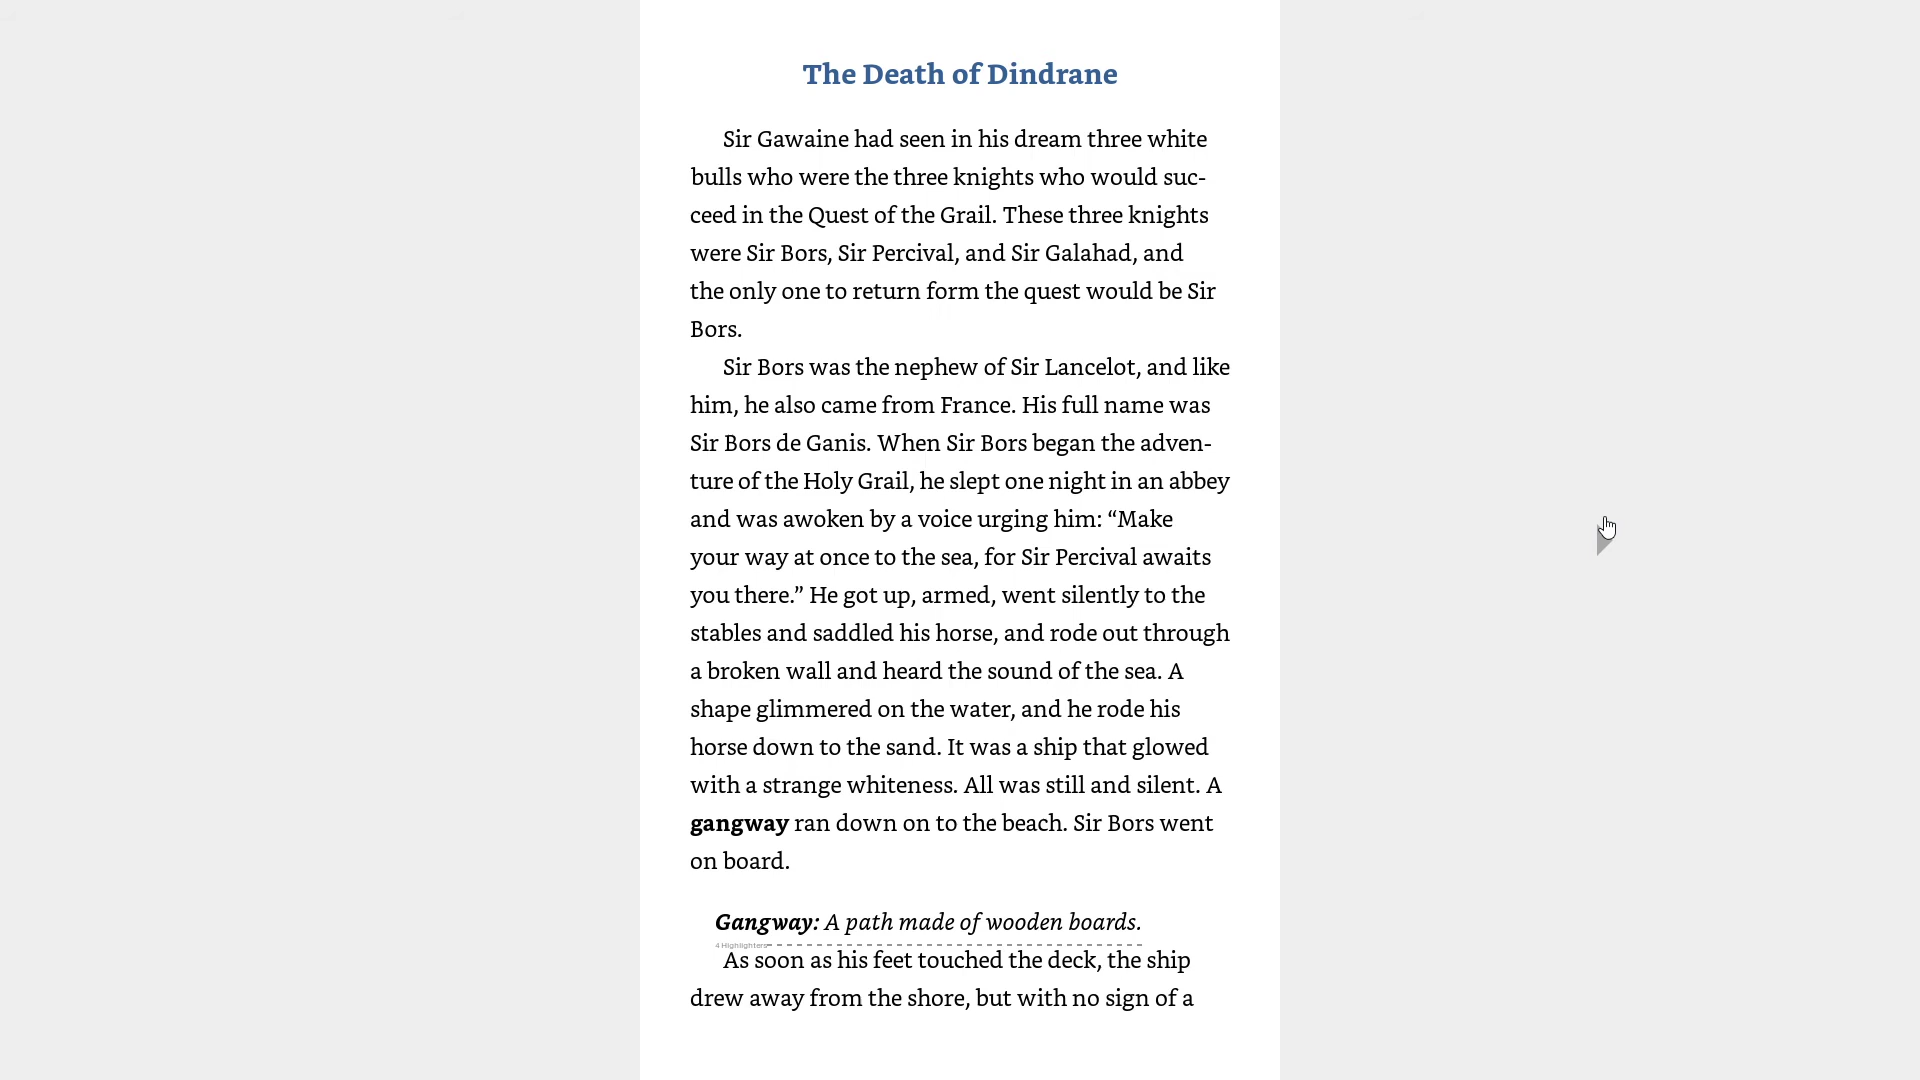 The Death of Dindrane
Sir Gawaine had seen in his dream three white
bulls who were the three knights who would suc-
ceed in the Quest of the Grail. These three knights
were Sir Bors, Sir Percival, and Sir Galahad, and
the only one to return form the quest would be Sir
Bors.
Sir Bors was the nephew of Sir Lancelot, and like
him, he also came from France. His full name was
Sir Bors de Ganis. When Sir Bors began the adven-
ture of the Holy Grail, he slept one night in an abbey
and was awoken by a voice urging him: “Make
your way at once to the sea, for Sir Percival awaits
you there.” He got up, armed, went silently to the
stables and saddled his horse, and rode out through
a broken wall and heard the sound of the sea. A
shape glimmered on the water, and he rode his
horse down to the sand. It was a ship that glowed
with a strange whiteness. All was still and silent. A
gangway ran down on to the beach. Sir Bors went
on board.
Gangway: A path made of wooden boards.
4 Highlighters
As soon as his feet touched the deck, the ship
drew away from the shore, but with no sign of a